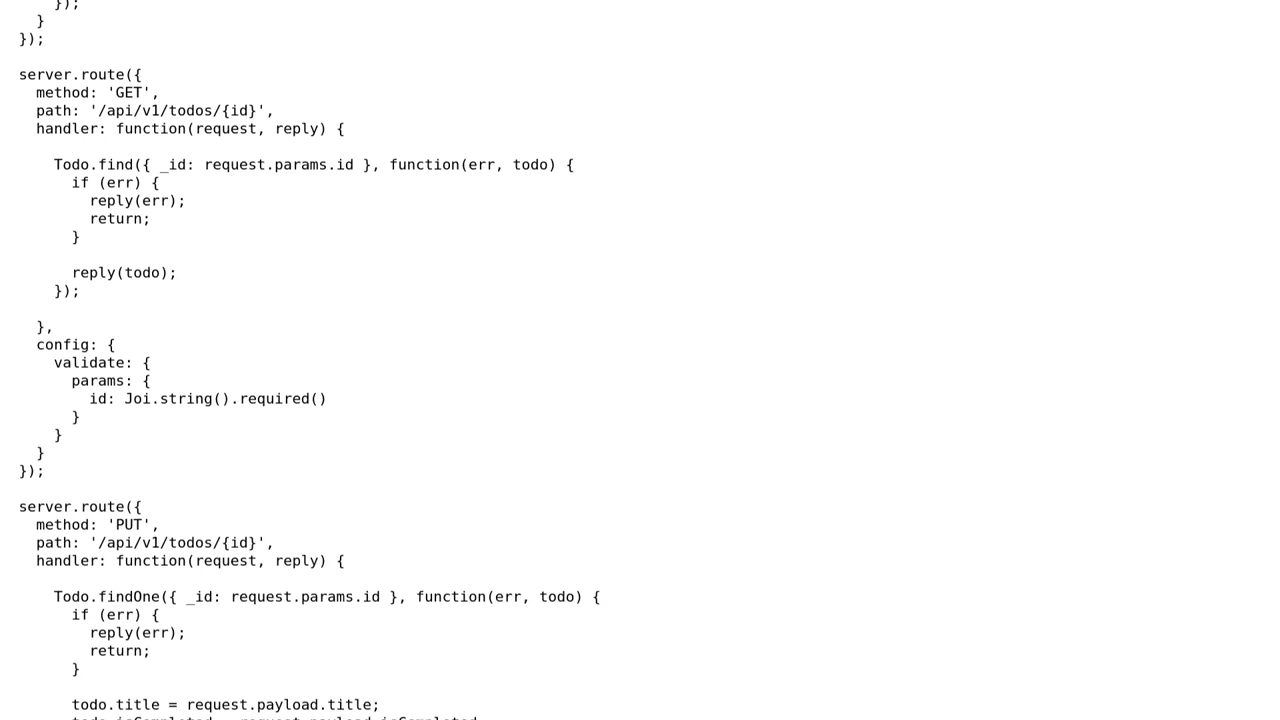 });
}
});
server.route({
method: 'GET',
path: '/api/v1/todos/{id}',
handler: function(request, reply) {
Todo.find({ _id: request.params.id }, function(err, todo) {
if (err) {
reply(err);
return;
}
reply(todo);
});
},
config: {
validate: {
params: {
id: Joi.string().required()
}
}
}
});
server.route({
method: 'PUT',
path: '/api/v1/todos/{id}',
handler: function(request, reply) {
Todo.findOne({ _id: request.params.id }, function(err, todo) {
if (err) {
reply(err);
return;
}
todo.title = request.payload.title;